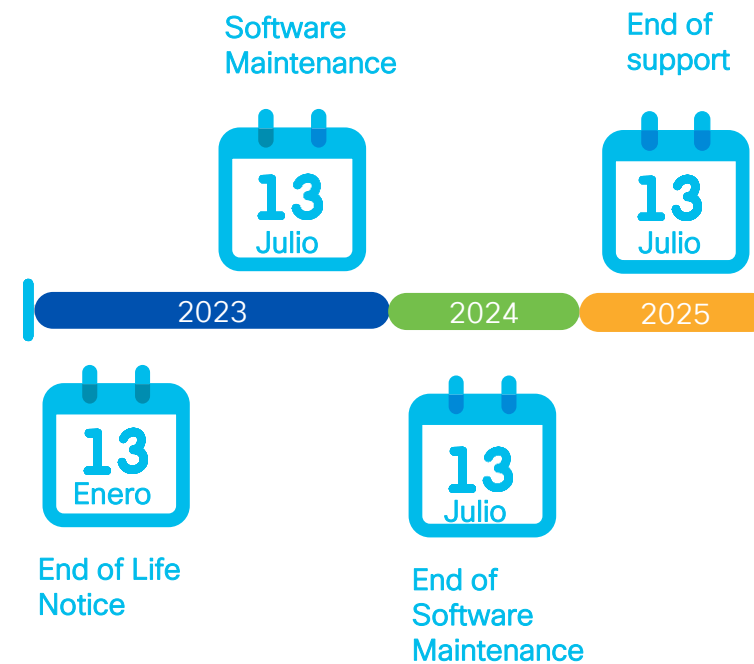 Software
Maintenance
End of
support
13
Julio
13
Julio
2023
2024
2025
13
Enero
13
Julio
End of Life
Notice
End of
Software
Maintenance